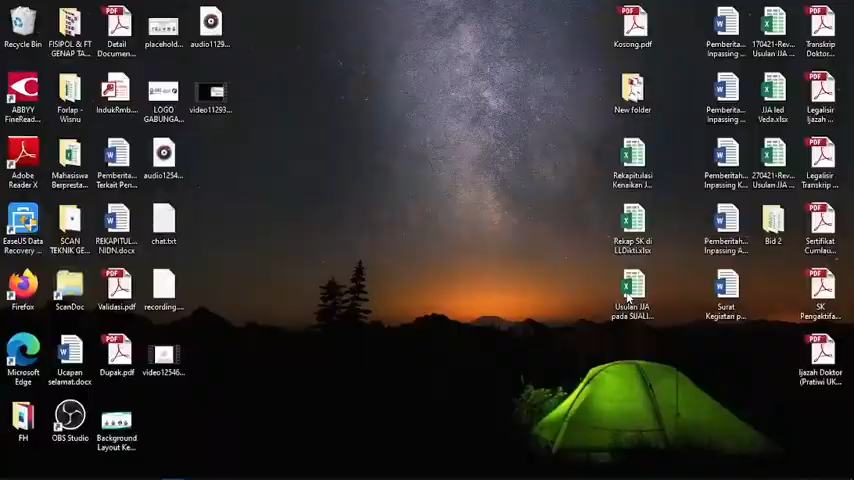 Recycle Bin
FISIPOL & FT
GENAP TA...
Detail
Documen...
placehold...
audio1129...
Kosong.pdf
Pemberita...
Inpassing ...
170421-Rev...
Usulan JJA ...
Transkrip
Doktor...
ABBYY
FineRead...
Forlap -
Wisnu
IndukRmb...
LOGO
GABUNGA...
video11293...
New folder
Pemberita...
Inpassing ...
JJA led
Veda.xlsx
Legalisir
Ijazah ...
Adobe
Reader X
Mahasiswa
Berpresta...
Pemberita...
Terkait Pen...
audio1254...
Rekapitulasi
Kenaikan J...
Pemberita...
Inpassing K...
270421-Rev...
Usulan JJA ...
Legalisir
Transkrip ...
EaseUS Data
Recovery ...
SCAN
TEKNIK GE...
REKAPITUL...
NIDN.docx
chat.txt
Rekap SK di
LLDikti.xlsx
Pemberitah...
Inpassing A...
Bid 2
Sertifikat
Cumlau...
Firefox
ScanDoc
Validasi.pdf
recording...
Usulan JJA
pada SIJALI...
Surat
Kegiatan p...
SK
Pengaktifa...
Microsoft
Edge
Ucapan
selamat.docx
Dupak.pdf
video12546...
Ijazah Doktor
(Pratiwi UK...
FH
OBS Studio
Background
Layout Ke...